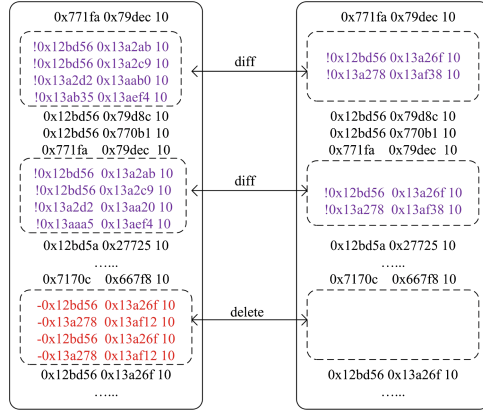 0x771fa 0x79dec 10 0x771fa 0x79dec 10
!0x12bd56 0x13a2ab 10
!0x12bd56 0x13a2c9 10 diff !0x12bd56 0x13a26f 10
!0x13a2d2 0x13aab0 10 !0x13a278 0x13af38 10
!0x13ab35 0x13aef4 10
0x12bd56 0x79d8c 10 0x12bd56 0x79d8c 10
0x12bd56 0x770b1 10 0x12bd56 0x770b1 10
0x771fa 0x79dec 10 0x771fa 0x79dec 10
!0x12bd56 0x13a2ab 10
!0x12bd56 0x13a2c9 10 diff !0x12bd56 0x13a26f 10
!0x13a2d2 0x13aa20 10 !0x13a278 0x13af38 10
!0x13aaa5 0x13aef4 10
0x12bd5a 0x27725 10 0x12bd5a 0x27725 10
…... …...
0x7170c 0x667f8 10 0x7170c 0x667f8 10
-0x12bd56 0x13a26f 10
-0x13a278 0x13af12 10 delete
-0x12bd56 0x13a26f 10
-0x13a278 0x13af12 10
0x12bd56 0x13a26f 10 0x12bd56 0x13a26f 10
…... …...